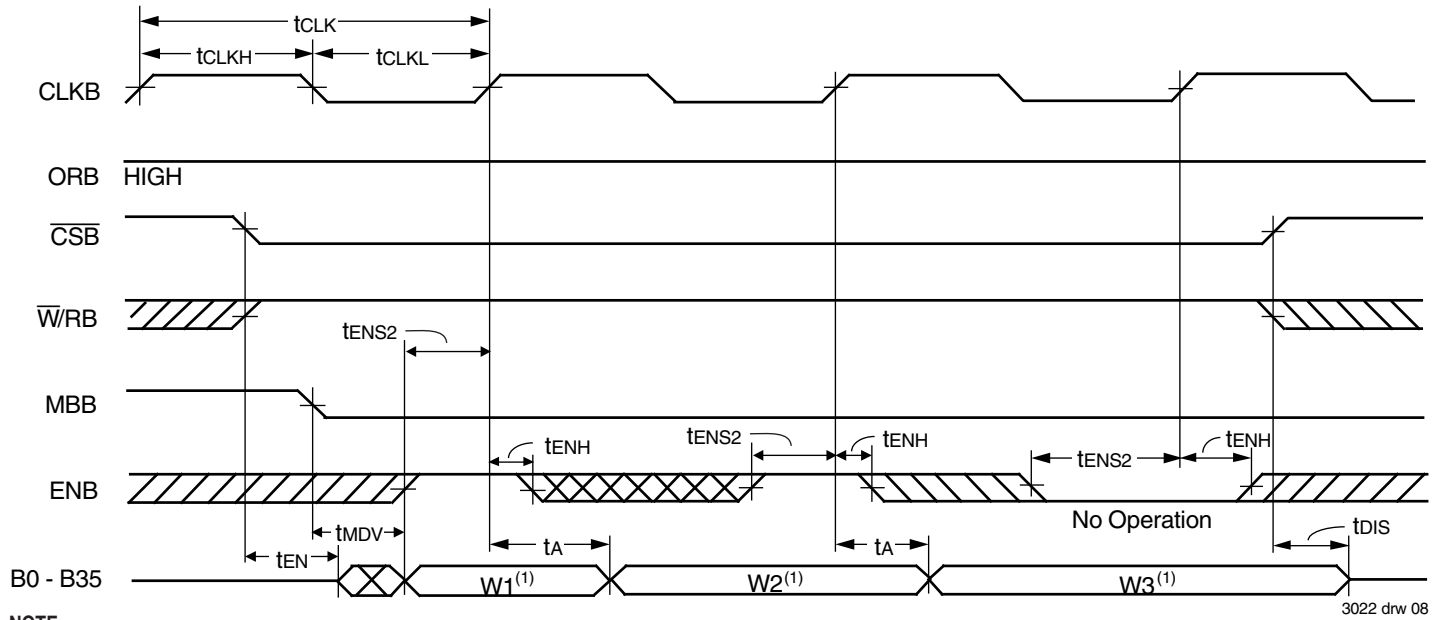 tCLK
tCLKH
tCLKL
CLKB
ORB HIGH
CSB
W/RB
tENS2
MBB
tENH
tENS2
tENH
tENS2
tENH
ENB
No Operation
tMDV
tEN
tA
tA
tDIS
B0 - B35
W1(1)
W2(1)
W3(1)
3022 drw 08